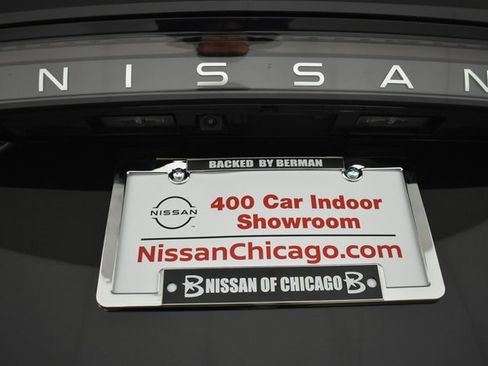 NISSAN
BACKED BY BERMAN
NISSAN
400 Car Indoor
Showroom
NissanChicago.com
B NISSAN OF CHICAGO B